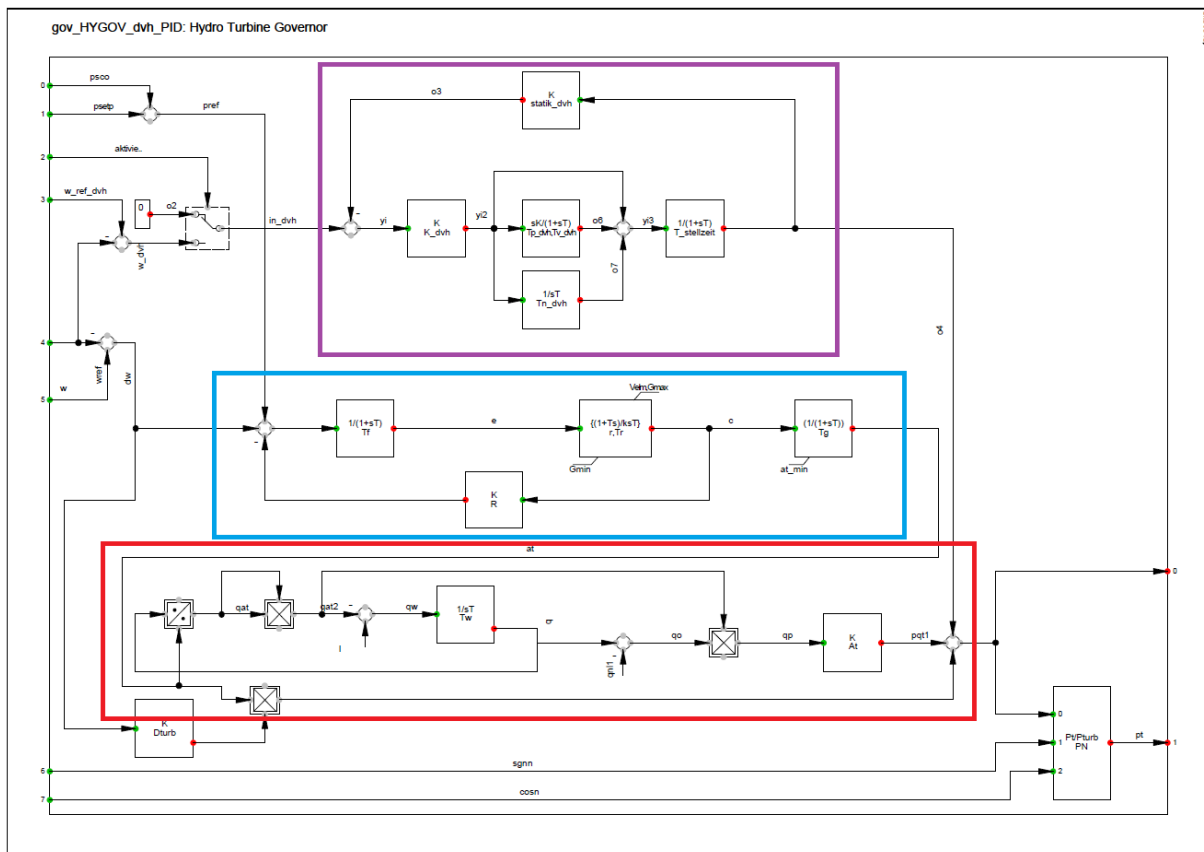 gov_HYGOV_dvh_PID: Hydro Turbine Governor
0
psco
1
psetp
pref
2
aktivie..
3
w_ref_dvh
0
o2
-
w_dvh
in_dvh
o3
K
statik_dvh
-
yi
K
K_dvh
yi2
sK/(1+sT)
Tp_dvh,Tv_dvh
o6
yi3
1/(1+sT)
T_stellzeit
o7
1/sT
Tn_dvh
o4
4
-
w
wref
dw
5
-
1/(1+sT)
Tf
e
Velm,Gmax
{(1+Ts)/ksT}
r,Tr
Gmin
c
(1/(1+sT))
Tg
at_min
K
R
at
qat
qat2
-
qw
1/sT
Tw
cr
-
qo
qp
K
At
pqt1
0
l
qnl1
K
Dturb
0
1
2
Pt/Pturb
PN
pt
1
6
sgnn
7
cosn